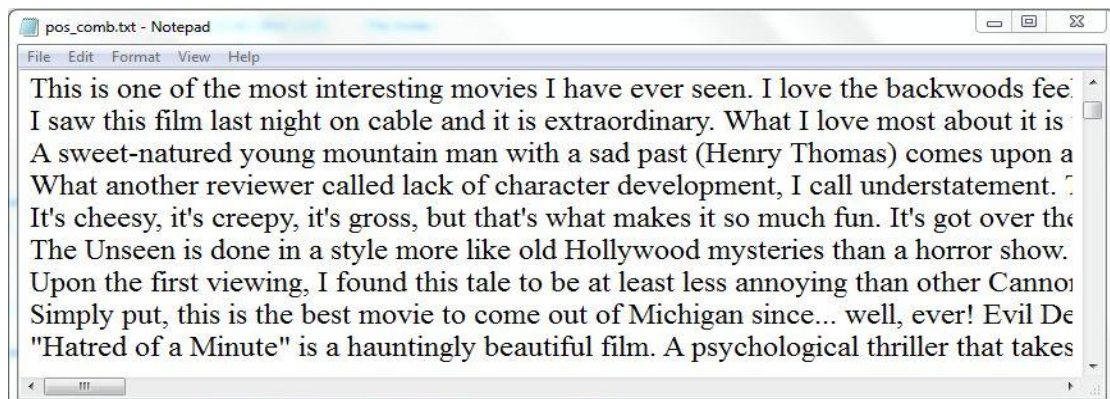 pos_comb.txt - Notepad
File Edit Format View Help
This is one of the most interesting movies I have ever seen. I love the backwoods feel
I saw this film last night on cable and it is extraordinary. What I love most about it is
A sweet-natured young mountain man with a sad past (Henry Thomas) comes upon a
What another reviewer called lack of character development, I call understatement.
It's cheesy, it's creepy, it's gross, but that's what makes it so much fun. It's got over the
The Unseen is done in a style more like old Hollywood mysteries than a horror show.
Upon the first viewing, I found this tale to be at least less annoying than other Cannon
Simply put, this is the best movie to come out of Michigan since... well, ever! Evil De
"Hatred of a Minute" is a hauntingly beautiful film. A psychological thriller that takes